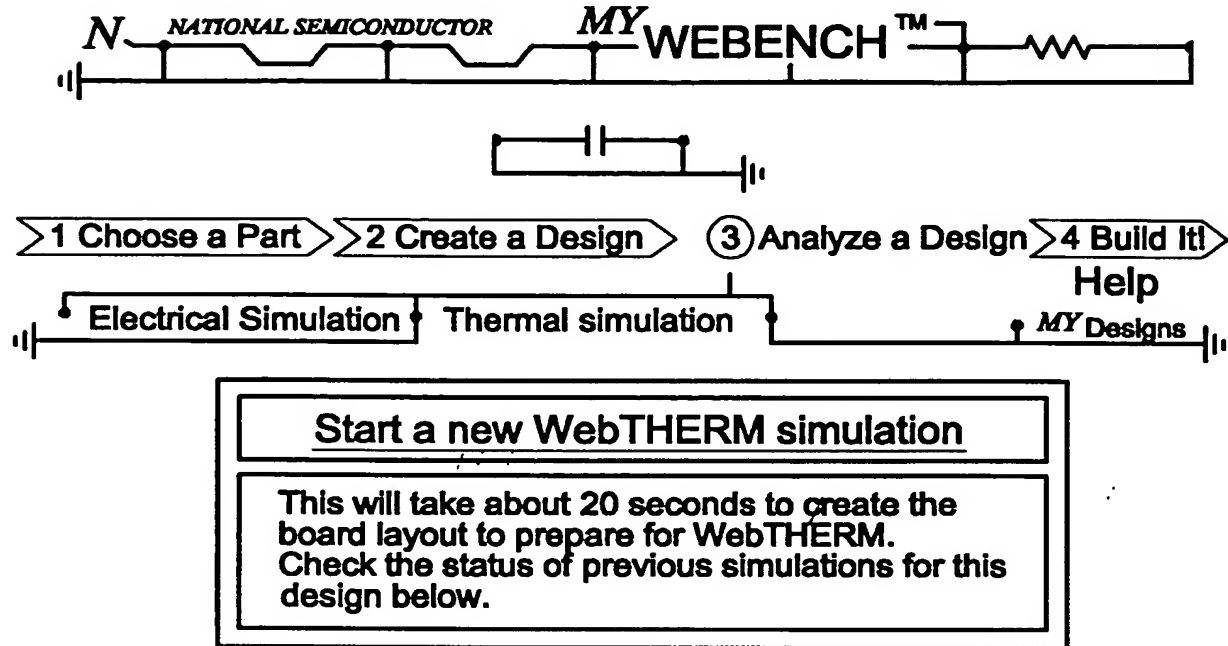 N NATIONAL SEMICONDUCTOR MY WEBENCH™
1 Choose a Part 2 Create a Design 3 Analyze a Design 4 Build It!
Help
Electrical Simulation Thermal simulation MY Designs
Start a new WebTHERM simulation
This will take about 20 seconds to create the
board layout to prepare for WebTHERM.
Check the status of previous simulations for this
design below.